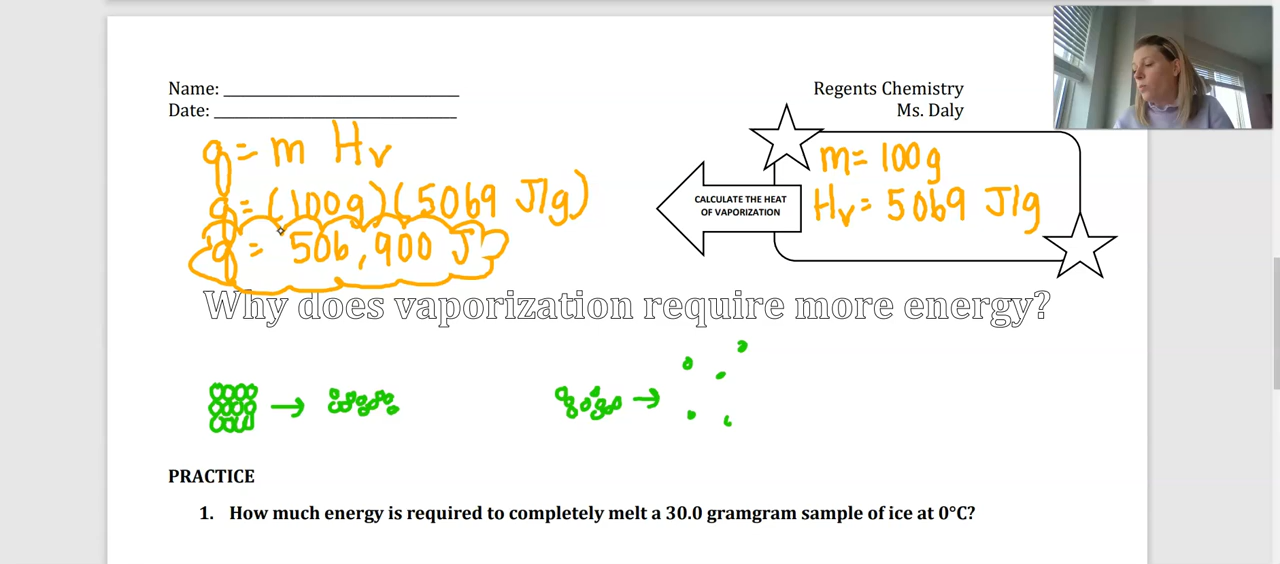 Name: ____________________
Regents Chemistry
Date: ____________________
Ms. Daly
q = m Hv
q = (100g)(5069 J/g)
q = 506,900 J
CALCULATE THE HEAT
OF VAPORIZATION
m= 100g
Hv= 5069 J/g
Why does vaporization require more energy?
PRACTICE
1. How much energy is required to completely melt a 30.0 gramgram sample of ice at 0°C?